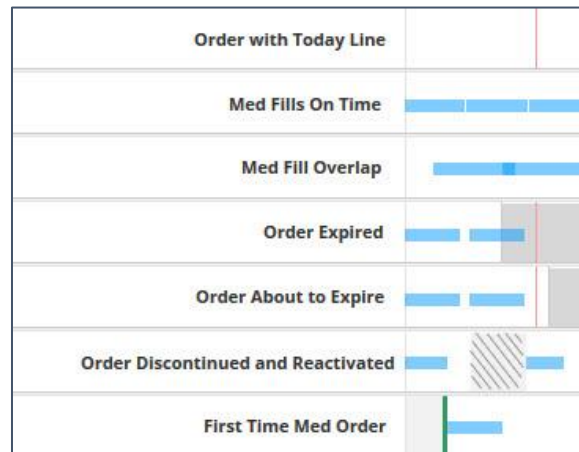 Order with Today Line
Med Fills On Time
Med Fill Overlap
Order Expired
Order About to Expire
Order Discontinued and Reactivated
First Time Med Order